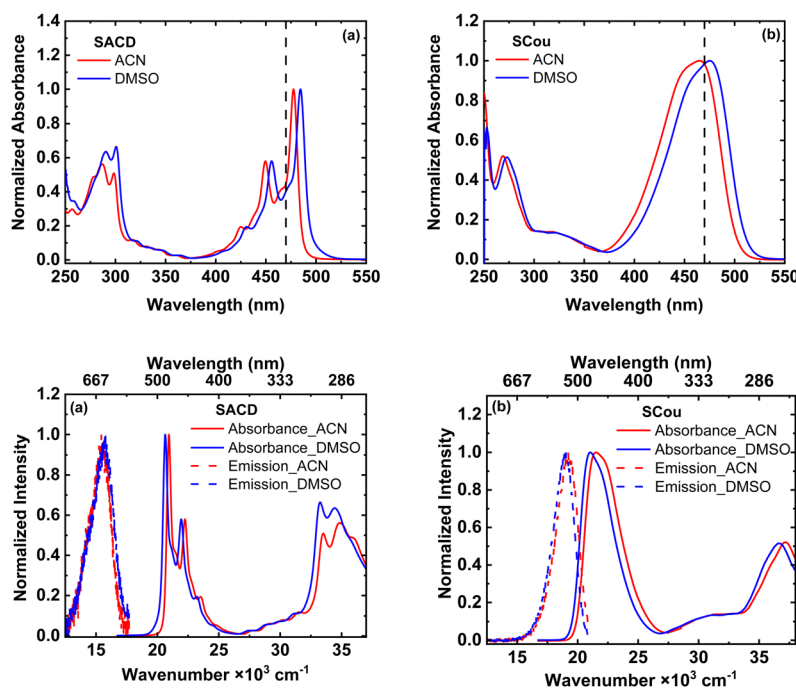 SACD
(a)
ACN
DMSO
Normalized Absorbance
1.4
1.2
1.0
0.8
0.6
0.4
0.2
0.0
250 300 350 400 450 500 550
Wavelength (nm)
SCou
(b)
ACN
DMSO
Normalized Absorbance
1.2
1.0
0.8
0.6
0.4
0.2
0.0
250 300 350 400 450 500 550
Wavelength (nm)
Wavelength (nm)
667 500 400 333 286
(a)
SACD
Absorbance_ACN
Absorbance_DMSO
Emission_ACN
Emission_DMSO
Normalized Intensity
1.2
1.0
0.8
0.6
0.4
0.2
0.0
15 20 25 30 35
Wavenumber ×10³ cm⁻¹
Wavelength (nm)
667 500 400 333 286
(b)
SCou
Absorbance_ACN
Absorbance_DMSO
Emission_ACN
Emission_DMSO
Normalized Intensity
1.2
1.0
0.8
0.6
0.4
0.2
0.0
15 20 25 30 35
Wavenumber ×10³ cm⁻¹